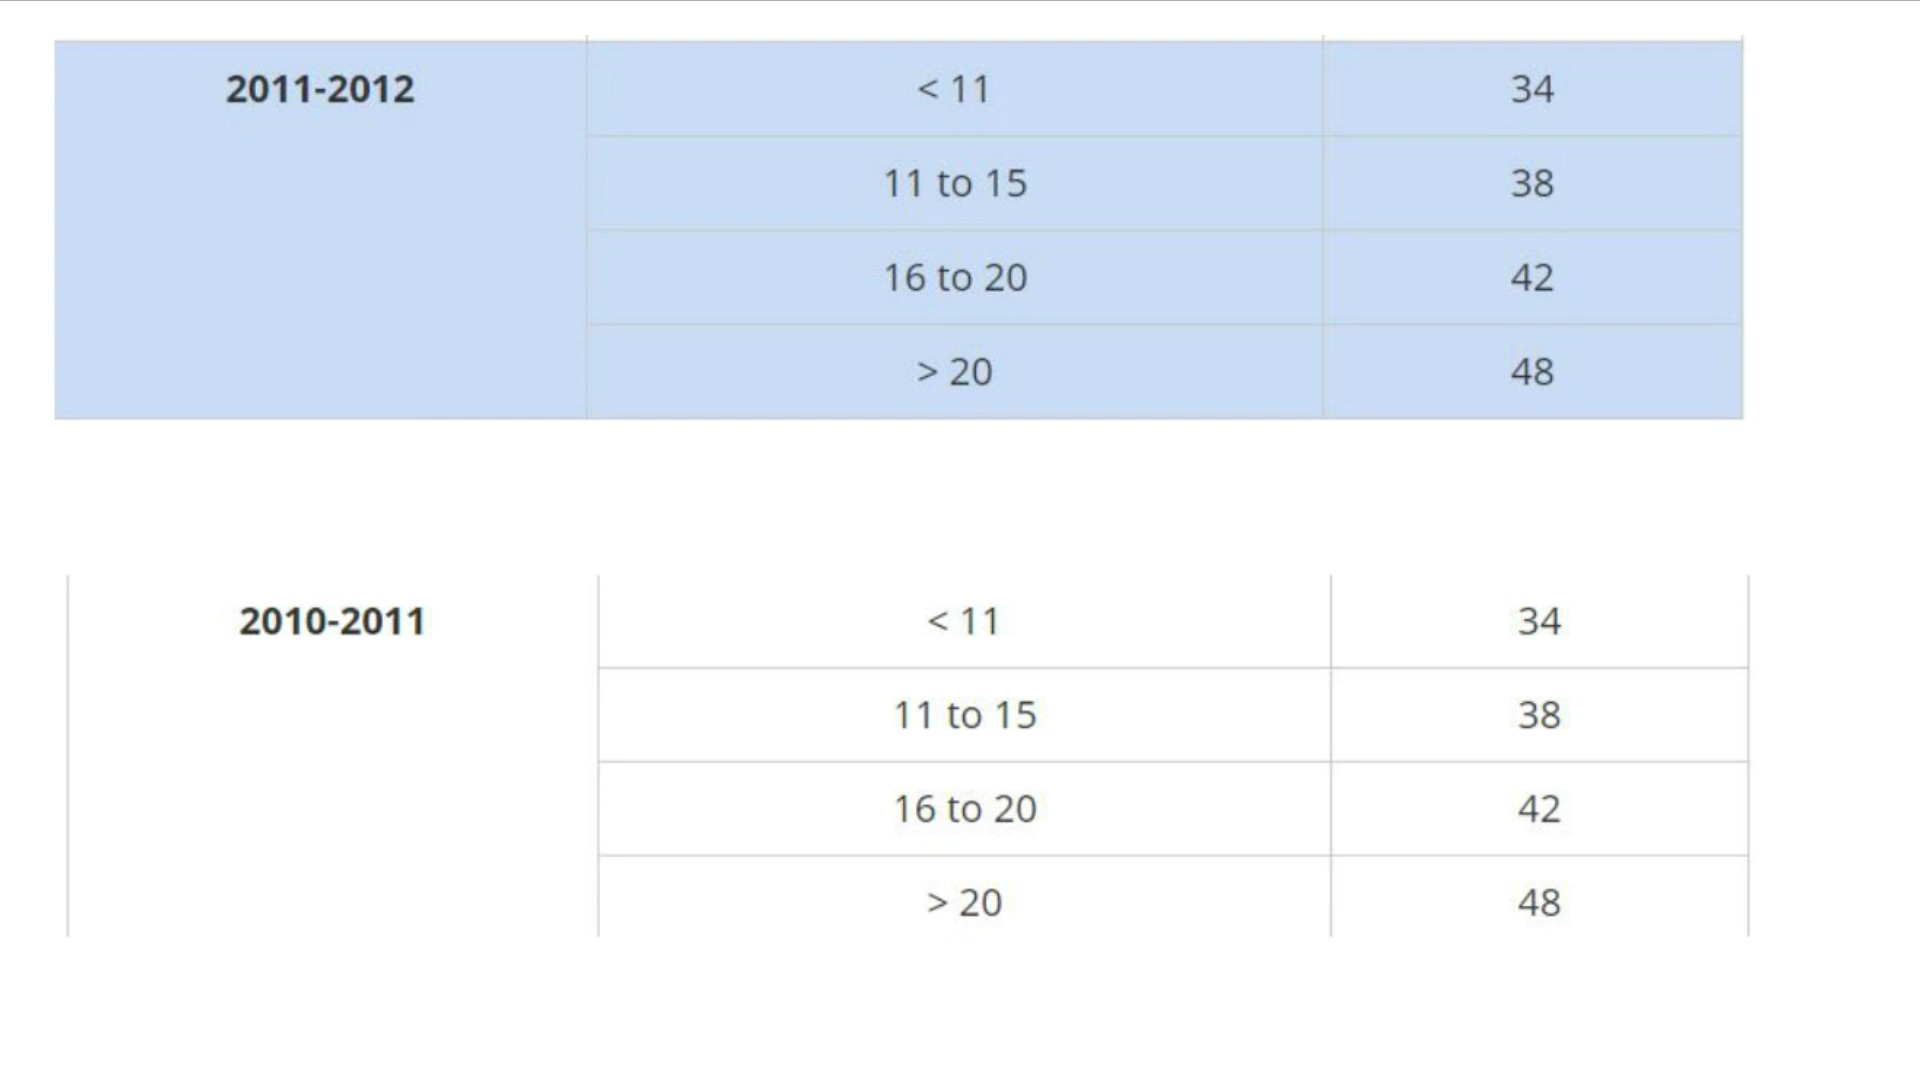 2011-2012 < 11 34
11 to 15 38
16 to 20 42
> 20 48
2010-2011 < 11 34
11 to 15 38
16 to 20 42
> 20 48